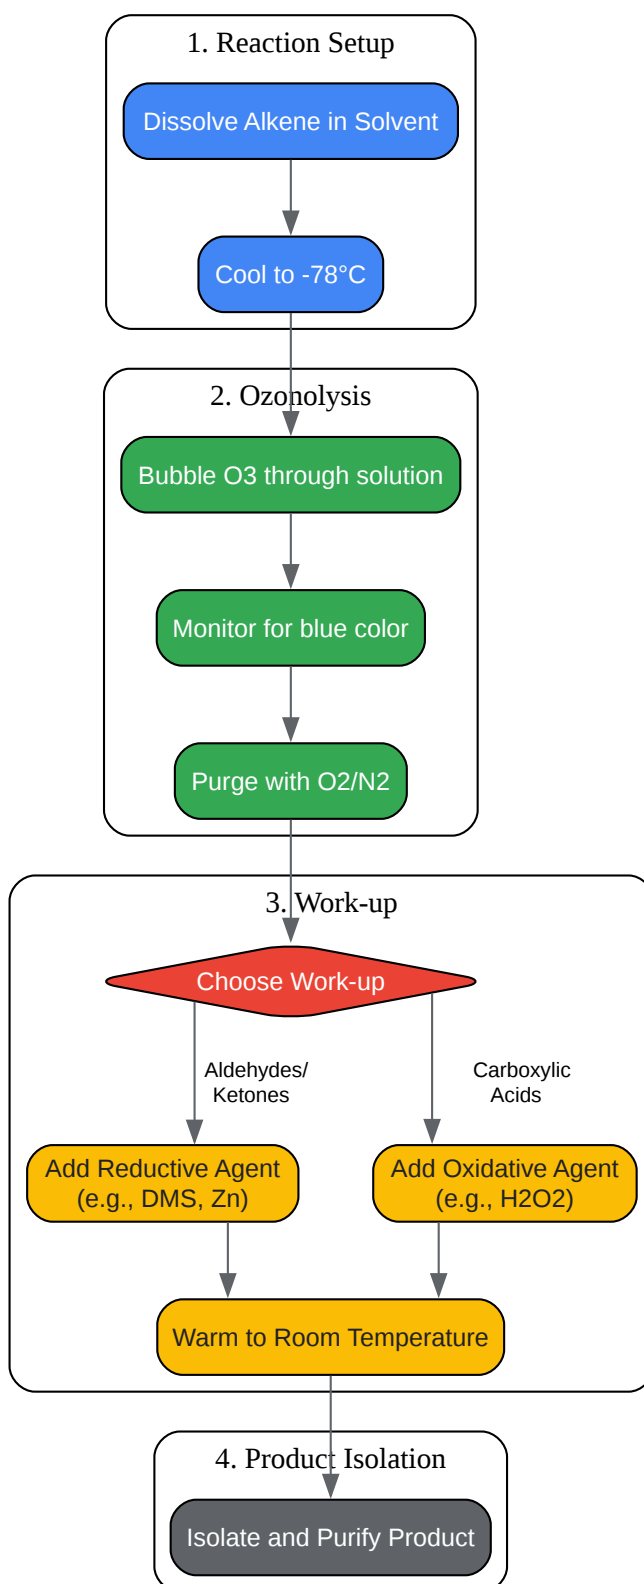 1. Reaction Setup
Dissolve Alkene in Solvent
Cool to -78°C
2. Ozonolysis
Bubble O3 through solution
Monitor for blue color
Purge with O2/N2
3. Work-up
Choose Work-up
Aldehydes/
Ketones
Carboxylic
Acids
Add Reductive Agent
(e.g., DMS, Zn)
Add Oxidative Agent
(e.g., H2O2)
Warm to Room Temperature
4. Product Isolation
Isolate and Purify Product